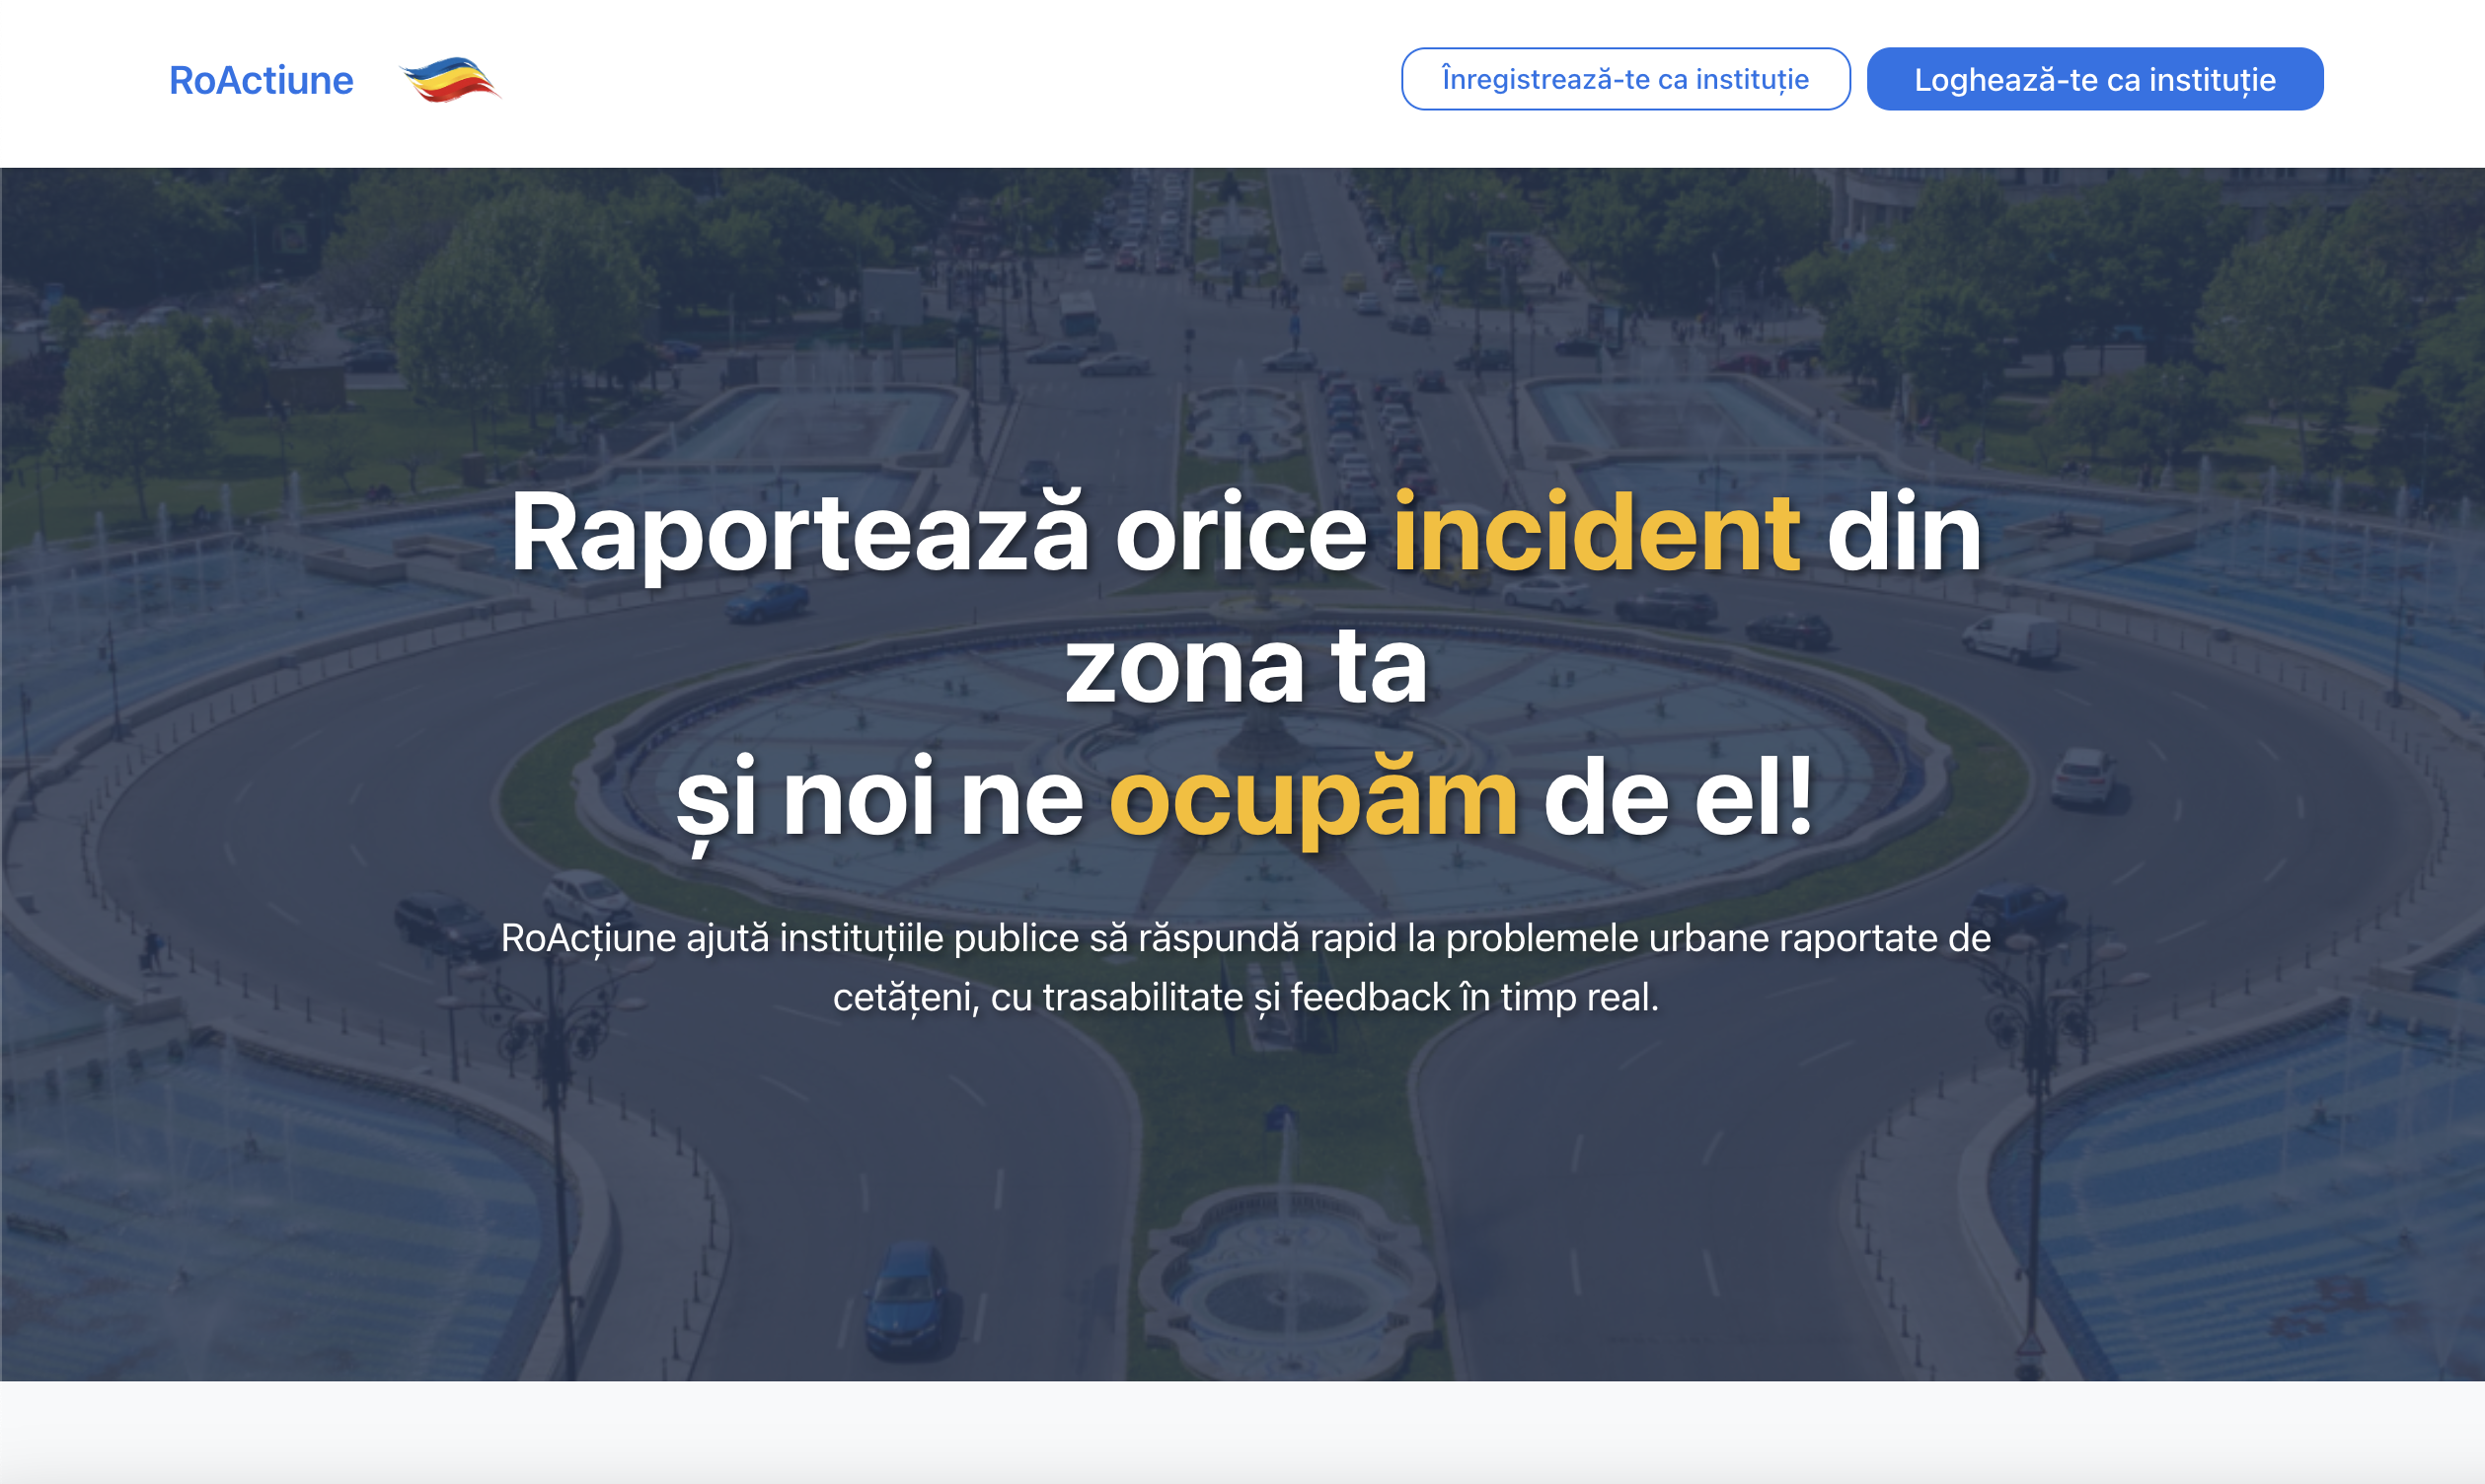 RoActiune
Înregistrează-te ca instituție
Loghează-te ca instituție
Raportează orice incident din
zona ta
și noi ne ocupăm de el!
RoAcțiune ajută instituțiile publice să răspundă rapid la problemele urbane raportate de
cetățeni, cu trasabilitate și feedback în timp real.